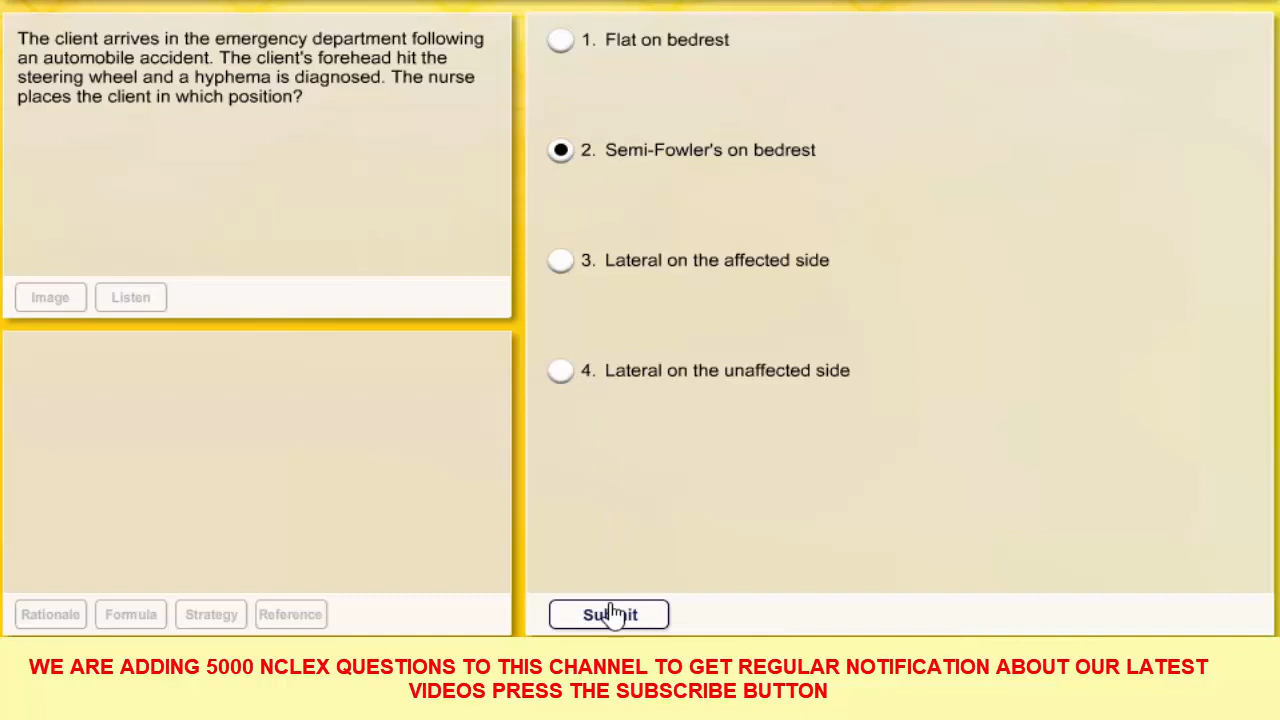 The client arrives in the emergency department following
an automobile accident. The client's forehead hit the
steering wheel and a hyphema is diagnosed. The nurse
places the client in which position?
Image
Listen
1. Flat on bedrest
2. Semi-Fowler's on bedrest
3. Lateral on the affected side
4. Lateral on the unaffected side
Rationale
Formula
Strategy
Reference
Submit
WE ARE ADDING 5000 NCLEX QUESTIONS TO THIS CHANNEL TO GET REGULAR NOTIFICATION ABOUT OUR LATEST
VIDEOS PRESS THE SUBSCRIBE BUTTON